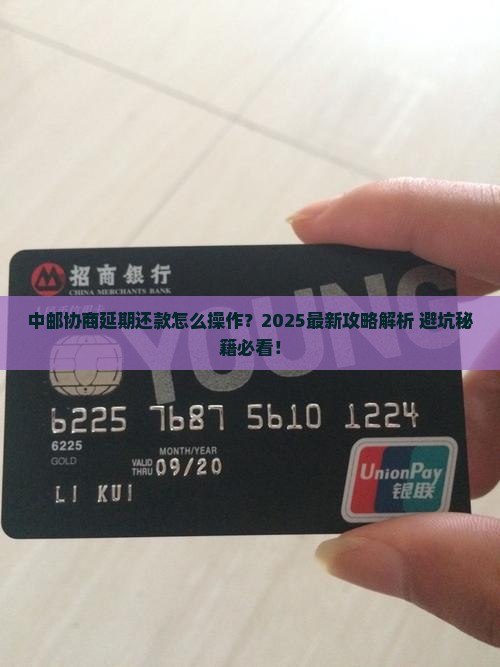 招商銀行
CHINA MERCHANTS BANK
YOUNG
中邮协商延期还款怎么操作？2025最新攻略解析 避坑秘
籍必看！
6225 7687 5610 1224
6225
GOLD
MONTH/YEAR
VALID
THRU 09/20
LI KUI
UnionPay
银联